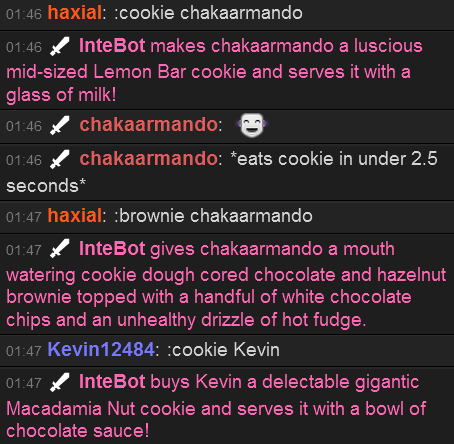 01:46 haxial: :cookie chakaarmando
01:46 InteBot makes chakaarmando a luscious
mid-sized Lemon Bar cookie and serves it with a
glass of milk!
01:46 chakaarmando:
01:46 chakaarmando: *eats cookie in under 2.5
seconds*
01:47 haxial: :brownie chakaarmando
01:47 InteBot gives chakaarmando a mouth
watering cookie dough cored chocolate and hazelnut
brownie topped with a handful of white chocolate
chips and an unhealthy drizzle of hot fudge.
01:47 Kevin12484: :cookie Kevin
01:47 InteBot buys Kevin a delectable gigantic
Macadamia Nut cookie and serves it with a bowl of
chocolate sauce!